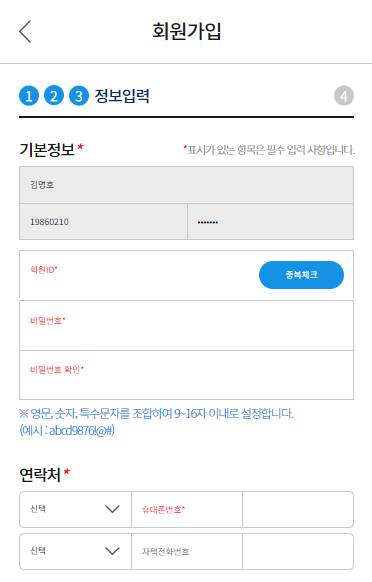 회원가입
1 2 3 정보입력 4
기본정보 *
*표시가 있는 항목은 필수 입력 사항입니다.
김명호
19860210 •••••••
회원ID* 중복체크
비밀번호*
비밀번호 확인*
※ 영문, 숫자, 특수문자를 조합하여 9~16자 이내로 설정합니다.
(예시 : abcd9876!@#)
연락처 *
선택 휴대폰번호*
선택 자택전화번호